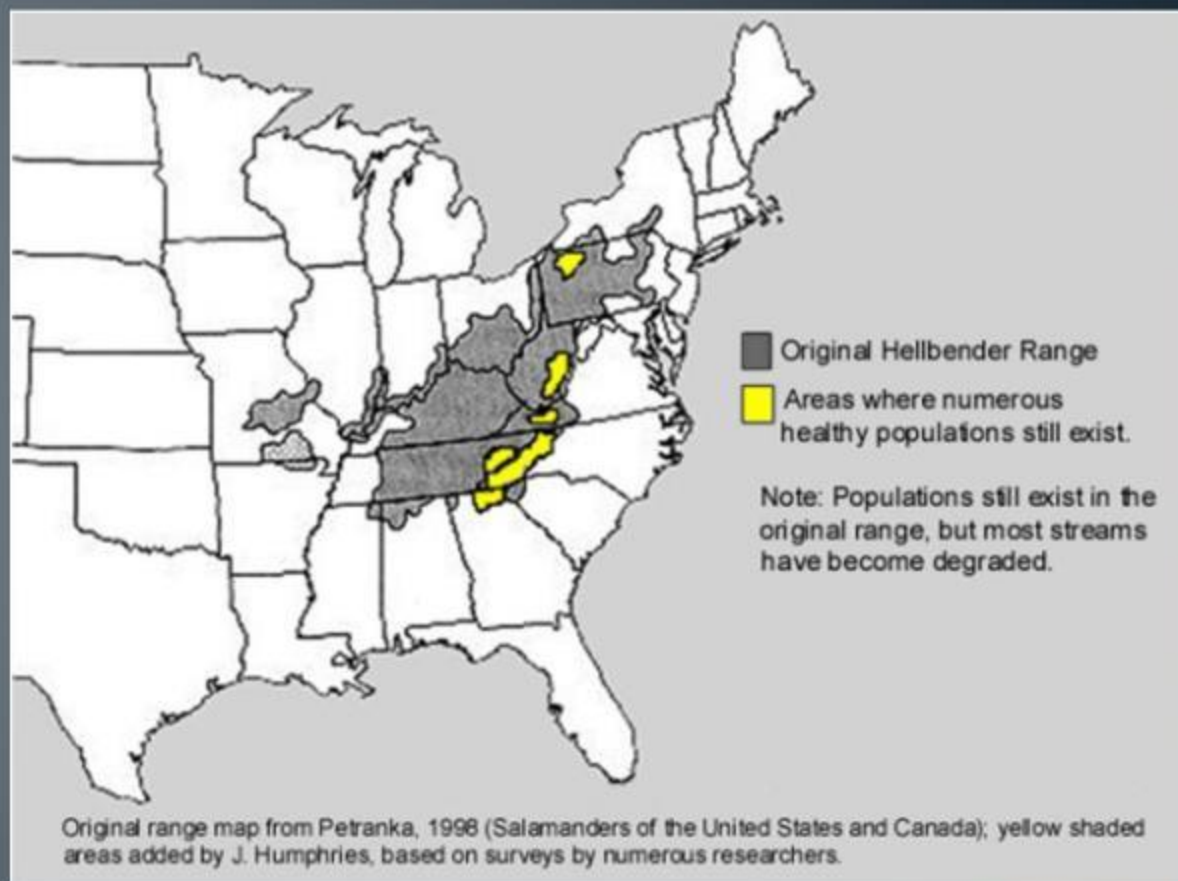 Original Hellbender Range
Areas where numerous
healthy populations still exist.
Note: Populations still exist in the
original range, but most streams
have become degraded.
Original range map from Petranka, 1998 (Salamanders of the United States and Canada); yellow shaded
areas added by J. Humphries, based on surveys by numerous researchers.